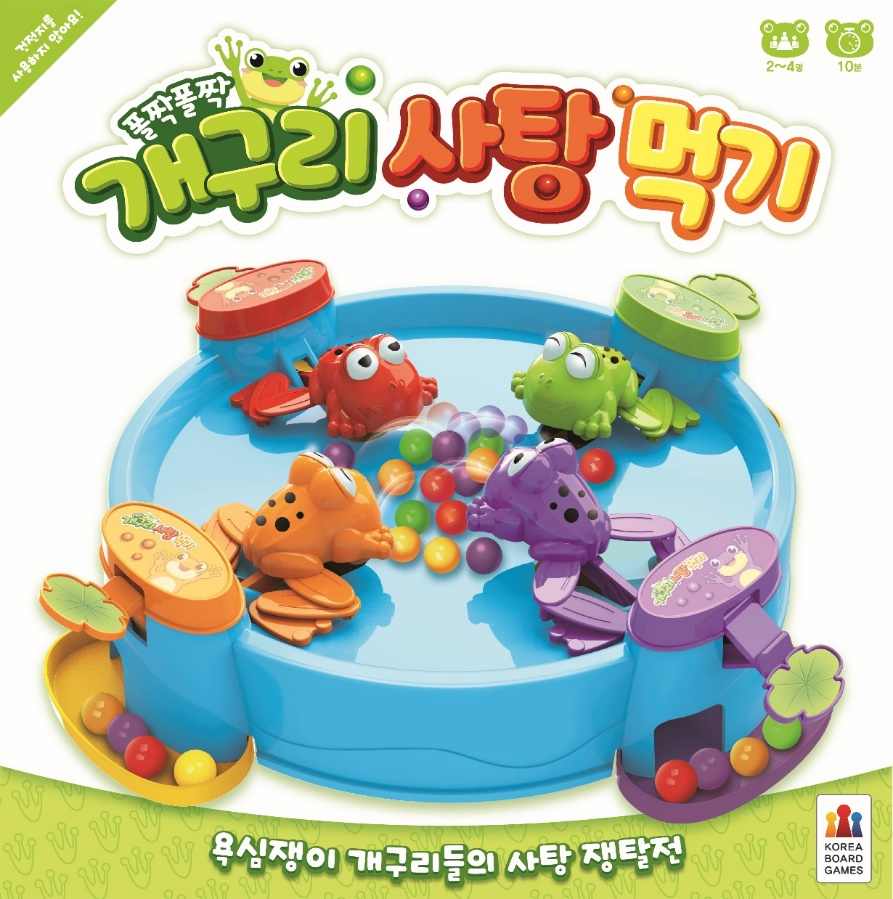 건전지를
사용하지 않아요!
2~4명
10분
폴짝폴짝
개구리 사탕 먹기
욕심쟁이 개구리들의 사탕 쟁탈전
KOREA
BOARD
GAMES